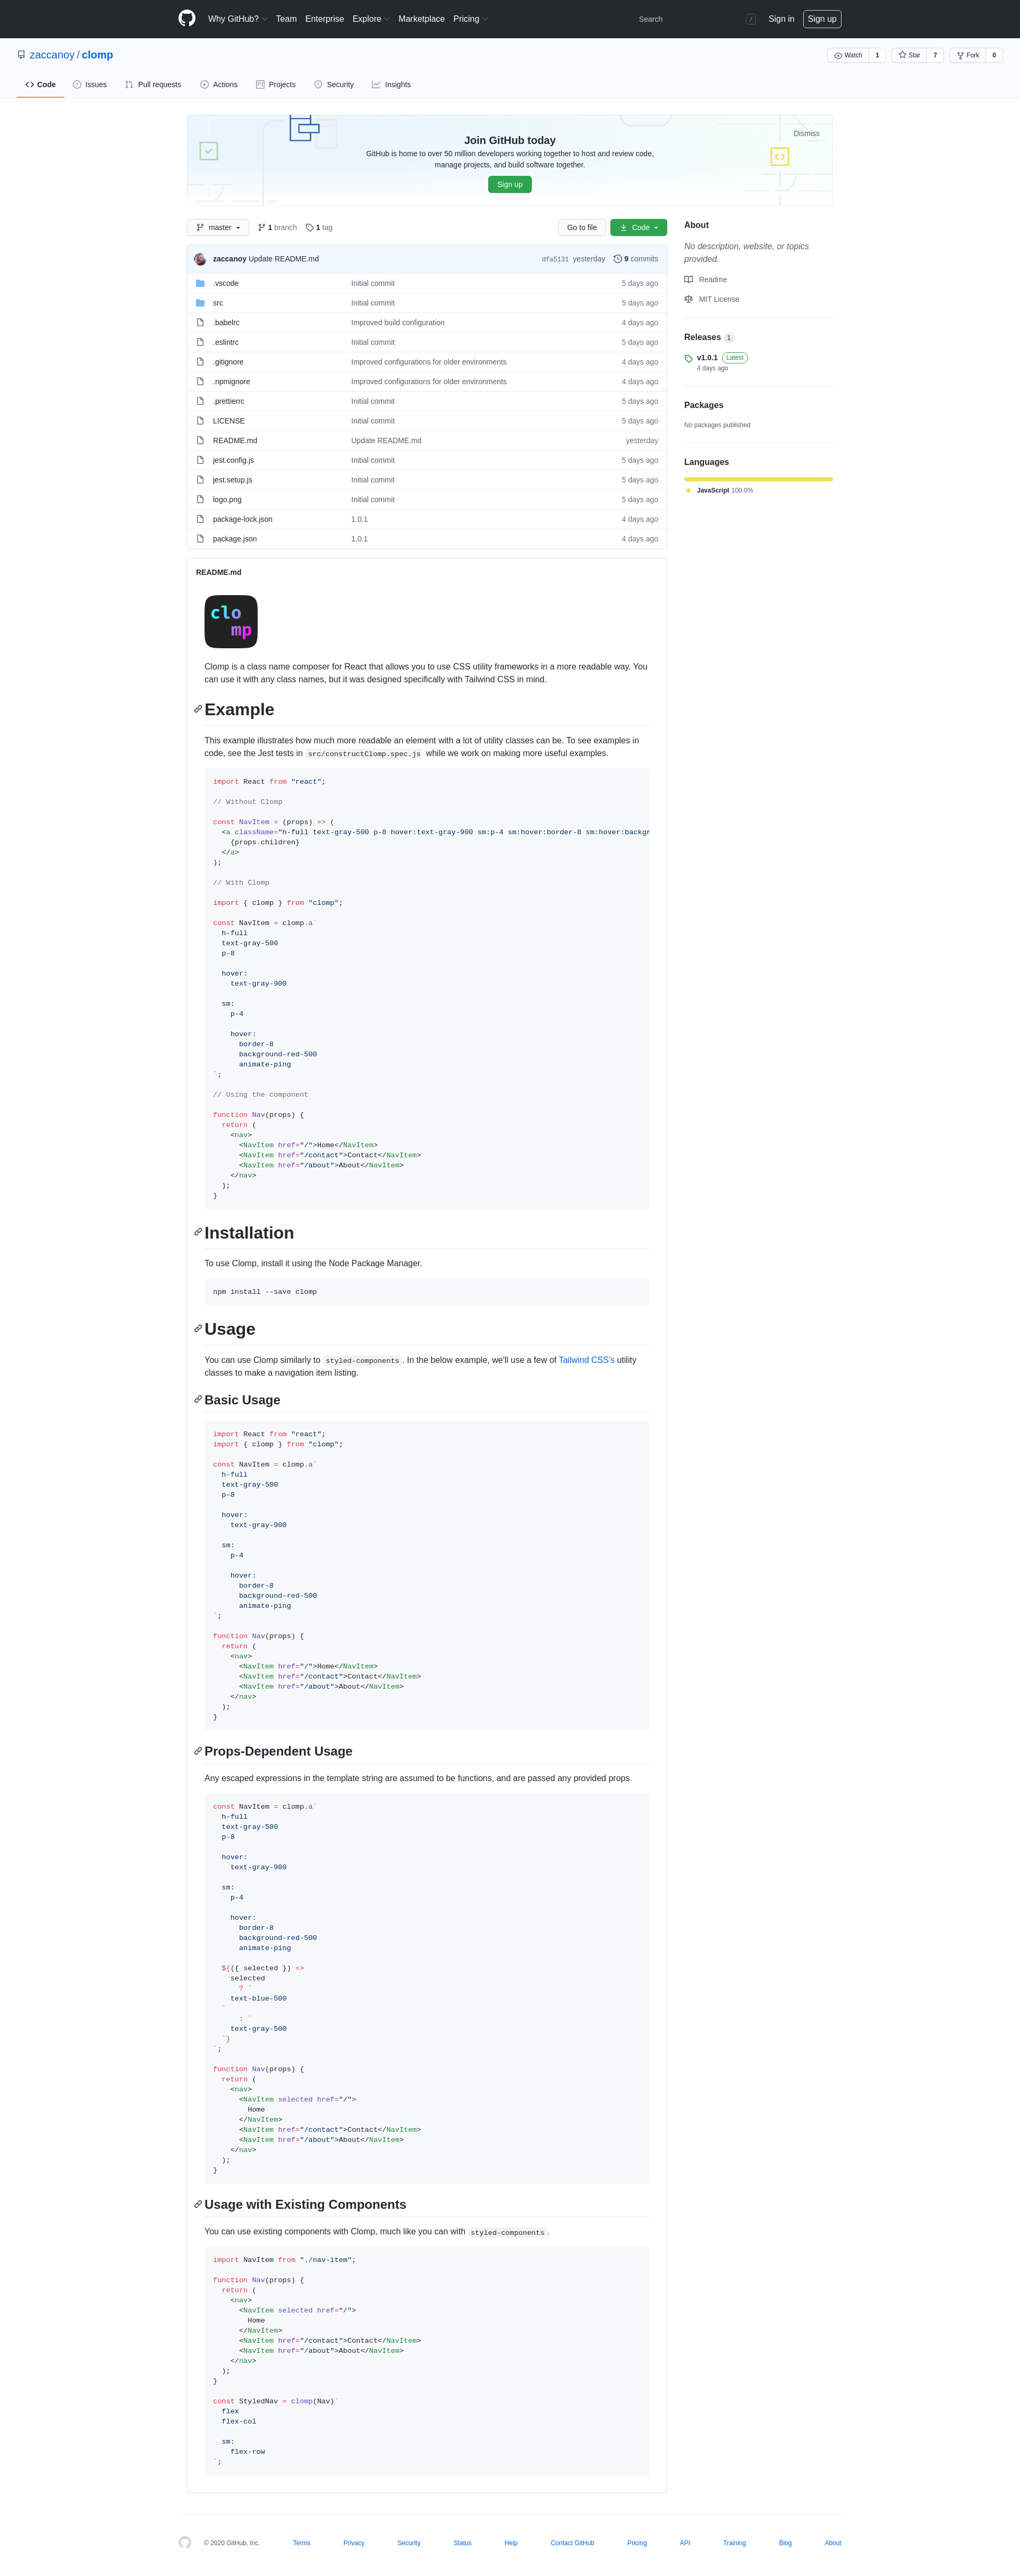 Why GitHub? Team Enterprise Explore Marketplace Pricing Search / Sign in Sign up
zaccanoy / clomp Watch 1 Star 7 Fork 0
Code Issues Pull requests Actions Projects Security Insights
Join GitHub today Dismiss
GitHub is home to over 50 million developers working together to host and review code,
manage projects, and build software together.
Sign up
master 1 branch 1 tag Go to file Code
zaccanoy Update README.md dfa5131 yesterday 9 commits
.vscode Initial commit 5 days ago
src Initial commit 5 days ago
.babelrc Improved build configuration 4 days ago
.eslintrc Initial commit 5 days ago
.gitignore Improved configurations for older environments 4 days ago
.npmignore Improved configurations for older environments 4 days ago
.prettierrc Initial commit 5 days ago
LICENSE Initial commit 5 days ago
README.md Update README.md yesterday
jest.config.js Initial commit 5 days ago
jest.setup.js Initial commit 5 days ago
logo.png Initial commit 5 days ago
package-lock.json 1.0.1 4 days ago
package.json 1.0.1 4 days ago
About
No description, website, or topics
provided.
Readme
MIT License
Releases 1
v1.0.1 Latest
4 days ago
Packages
No packages published
Languages
JavaScript 100.0%
README.md
clo
mp
Clomp is a class name composer for React that allows you to use CSS utility frameworks in a more readable way. You
can use it with any class names, but it was designed specifically with Tailwind CSS in mind.
Example
This example illustrates how much more readable an element with a lot of utility classes can be. To see examples in
code, see the Jest tests in src/constructClomp.spec.js while we work on making more useful examples.
import React from "react";
// Without Clomp
const NavItem = (props) => (
<a className="h-full text-gray-500 p-8 hover:text-gray-900 sm:p-4 sm:hover:border-8 sm:hover:backgr
{props.children}
</a>
);
// With Clomp
import { clomp } from "clomp";
const NavItem = clomp.a`
h-full
text-gray-500
p-8
hover:
text-gray-900
sm:
p-4
hover:
border-8
background-red-500
animate-ping
`;
// Using the component
function Nav(props) {
return (
<nav>
<NavItem href="/">Home</NavItem>
<NavItem href="/contact">Contact</NavItem>
<NavItem href="/about">About</NavItem>
</nav>
);
}
Installation
To use Clomp, install it using the Node Package Manager.
npm install --save clomp
Usage
You can use Clomp similarly to styled-components. In the below example, we'll use a few of Tailwind CSS's utility
classes to make a navigation item listing.
Basic Usage
import React from "react";
import { clomp } from "clomp";
const NavItem = clomp.a`
h-full
text-gray-500
p-8
hover:
text-gray-900
sm:
p-4
hover:
border-8
background-red-500
animate-ping
`;
function Nav(props) {
return (
<nav>
<NavItem href="/">Home</NavItem>
<NavItem href="/contact">Contact</NavItem>
<NavItem href="/about">About</NavItem>
</nav>
);
}
Props-Dependent Usage
Any escaped expressions in the template string are assumed to be functions, and are passed any provided props.
const NavItem = clomp.a`
h-full
text-gray-500
p-8
hover:
text-gray-900
sm:
p-4
hover:
border-8
background-red-500
animate-ping
${({ selected }) =>
selected
? `
text-blue-500
`
: `
text-gray-500
`}
`;
function Nav(props) {
return (
<nav>
<NavItem selected href="/">
Home
</NavItem>
<NavItem href="/contact">Contact</NavItem>
<NavItem href="/about">About</NavItem>
</nav>
);
}
Usage with Existing Components
You can use existing components with Clomp, much like you can with styled-components.
import NavItem from "./nav-item";
function Nav(props) {
return (
<nav>
<NavItem selected href="/">
Home
</NavItem>
<NavItem href="/contact">Contact</NavItem>
<NavItem href="/about">About</NavItem>
</nav>
);
}
const StyledNav = clomp(Nav)`
flex
flex-col
sm:
flex-row
`;
© 2020 GitHub, Inc. Terms Privacy Security Status Help Contact GitHub Pricing API Training Blog About